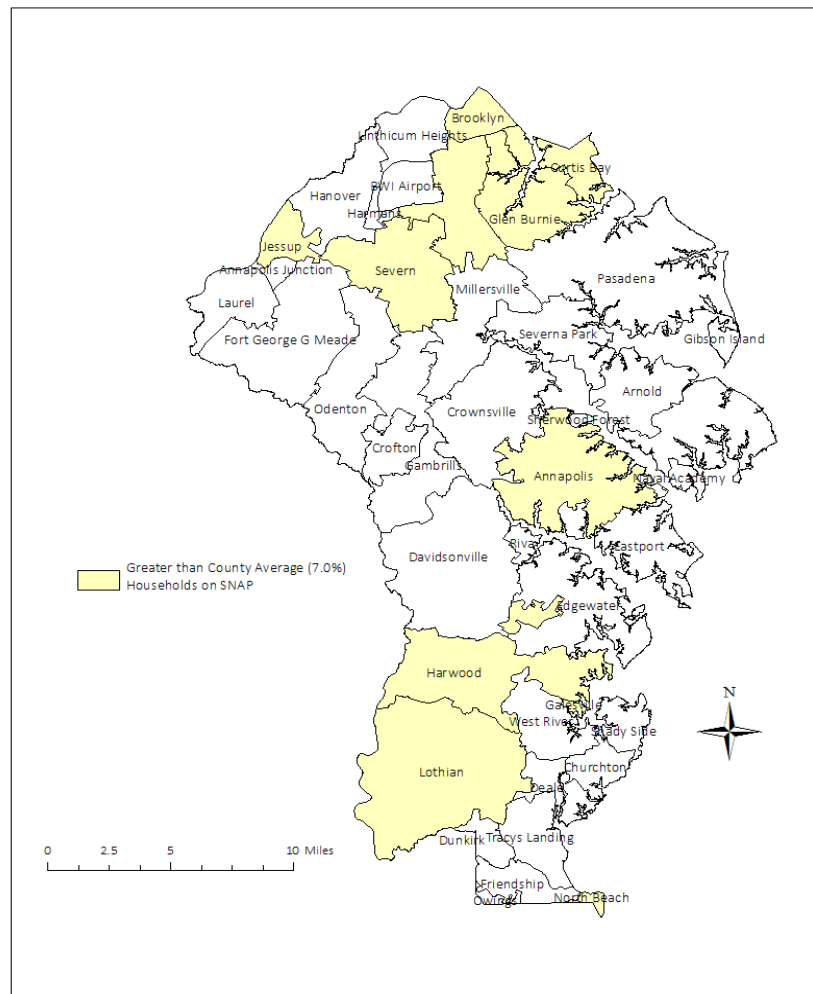 Brooklyn
Linthicum Heights
Curtis Bay
BWI Airport
Hanover
Harmans
Glen Burnie
Jessup
Severn
Annapolis Junction
Pasadena
Millersville
Laurel
Fort George G Meade
Severna Park
Gibson Island
Arnold
Odenton
Crownsville
Sherwood Forest
Crofton
Gambrills
Annapolis
Naval Academy
Riva
Eastport
Davidsonville
Greater than County Average (7.0%)
Households on SNAP
Edgewater
Harwood
N
Galesville
West River
Shady Side
Lothian
Churchton
Deale
Dunkirk
Tracys Landing
0 2.5 5 10 Miles
Friendship
Owings
North Beach